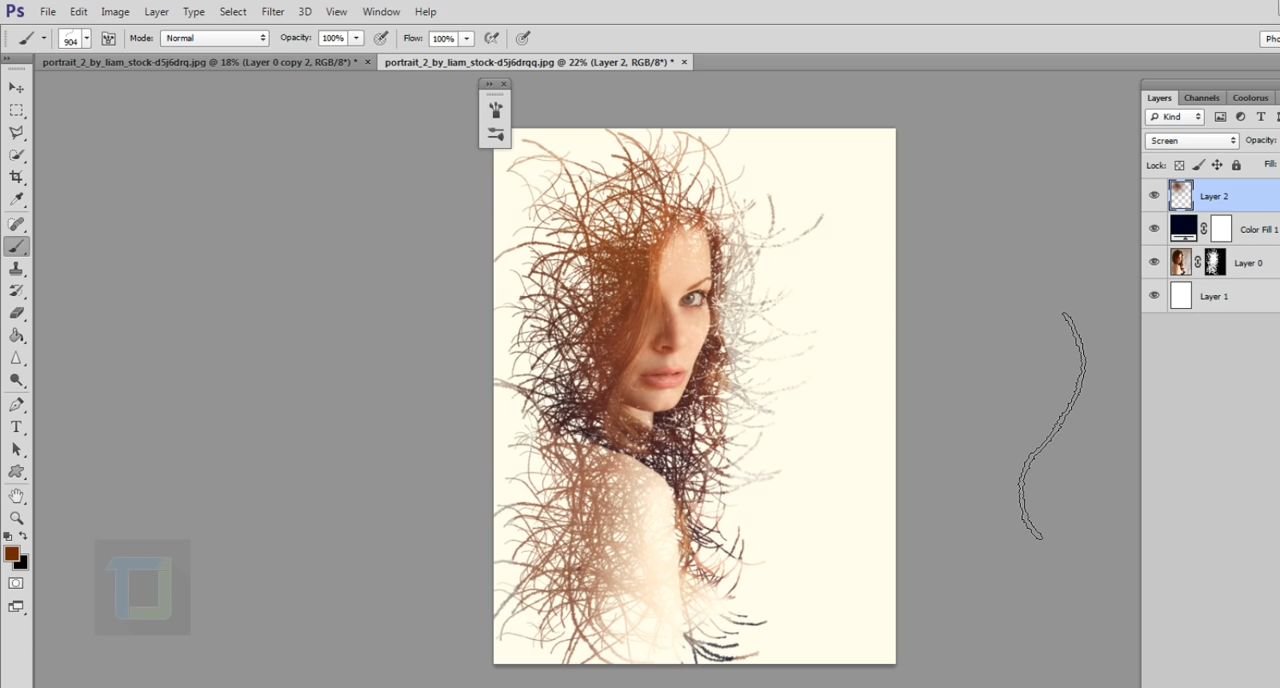 Ps File Edit Image Layer Type Select Filter 3D View Window Help
904 Mode: Normal Opacity: 100% Flow: 100% Pho
portrait_2_by_liam_stock-d5j6drq.jpg @ 18% (Layer 0 copy 2, RGB/8*) * × portrait_2_by_liam_stock-d5j6drqq.jpg @ 22% (Layer 2, RGB/8*) * ×
Layers Channels Coolorus
Kind T
Screen Opacity:
Lock: Fill:
Layer 2
Color Fill 1
Layer 0
Layer 1
T